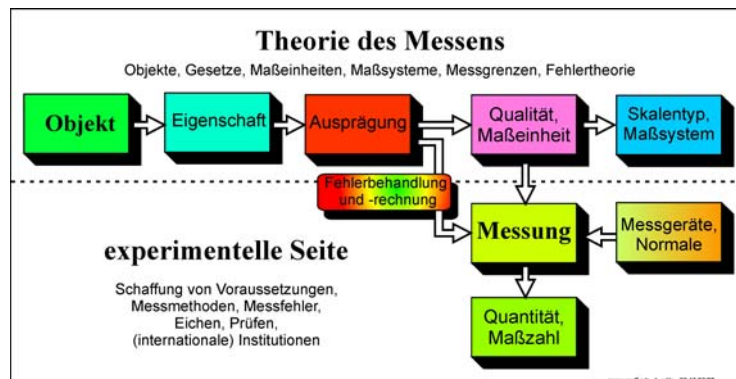 Theorie des Messens
Objekte, Gesetze, Maßeinheiten, Maßsysteme, Messgrenzen, Fehlertheorie
Objekt
Eigenschaft
Ausprägung
Qualität,
Maßeinheit
Skalentyp,
Maßsystem
Fehlerbehandlung
und -rechnung
experimentelle Seite
Schaffung von Voraussetzungen,
Messmethoden, Messfehler,
Eichen, Prüfen,
(internationale) Institutionen
Messung
Messgeräte,
Normale
Quantität,
Maßzahl